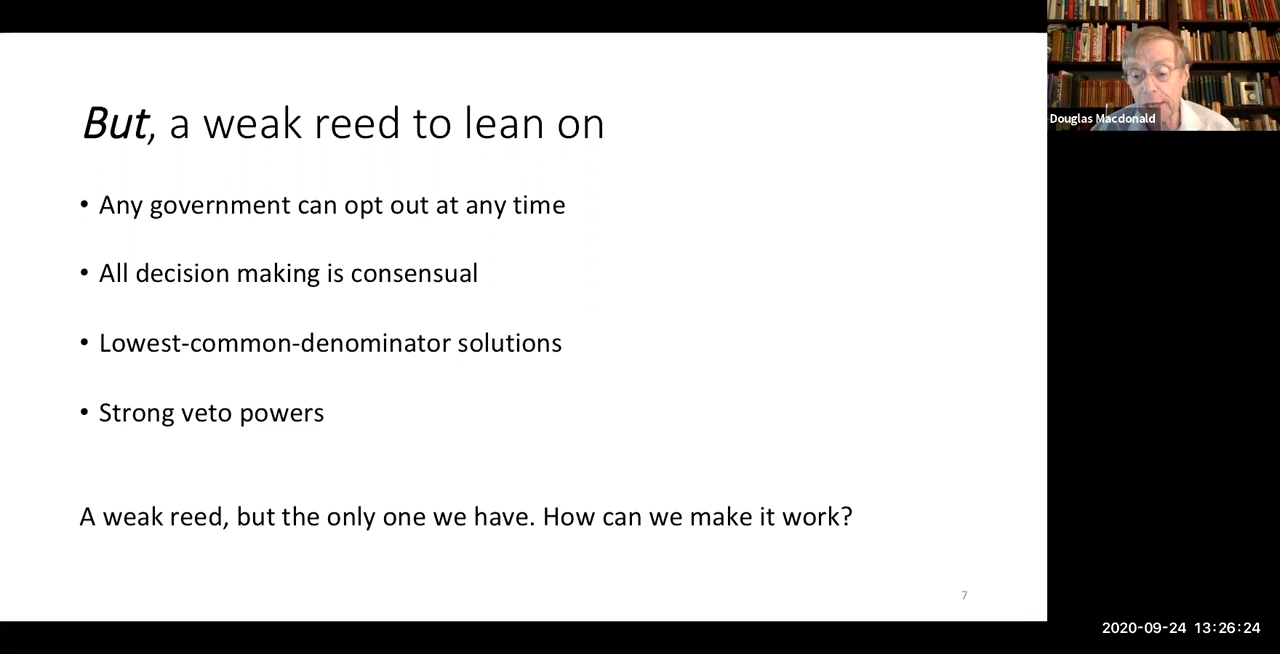 But, a weak reed to lean on
• Any government can opt out at any time
• All decision making is consensual
• Lowest-common-denominator solutions
• Strong veto powers
A weak reed, but the only one we have. How can we make it work?
7
Douglas Macdonald
2020-09-24 13:26:24